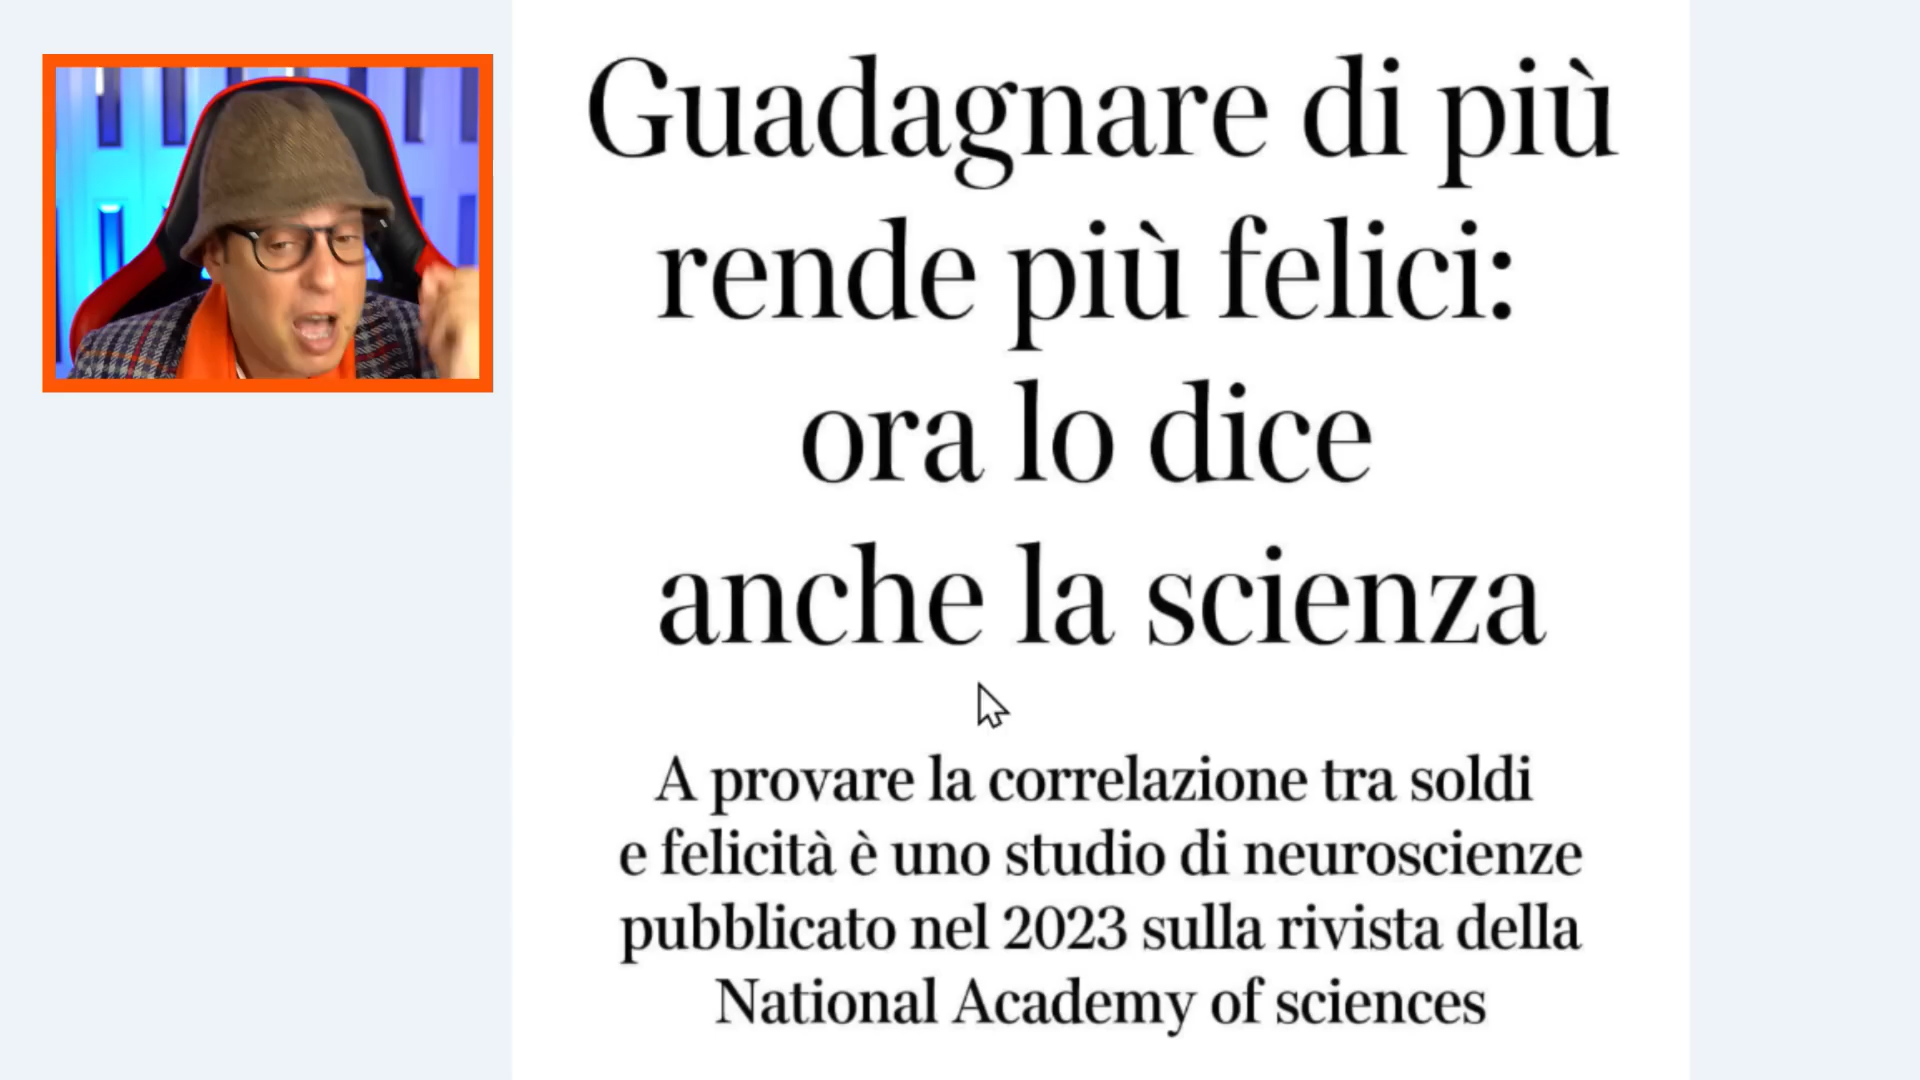 Guadagnare di più
rende più felici:
ora lo dice
anche la scienza
A provare la correlazione tra soldi
e felicità è uno studio di neuroscienze
pubblicato nel 2023 sulla rivista della
National Academy of sciences